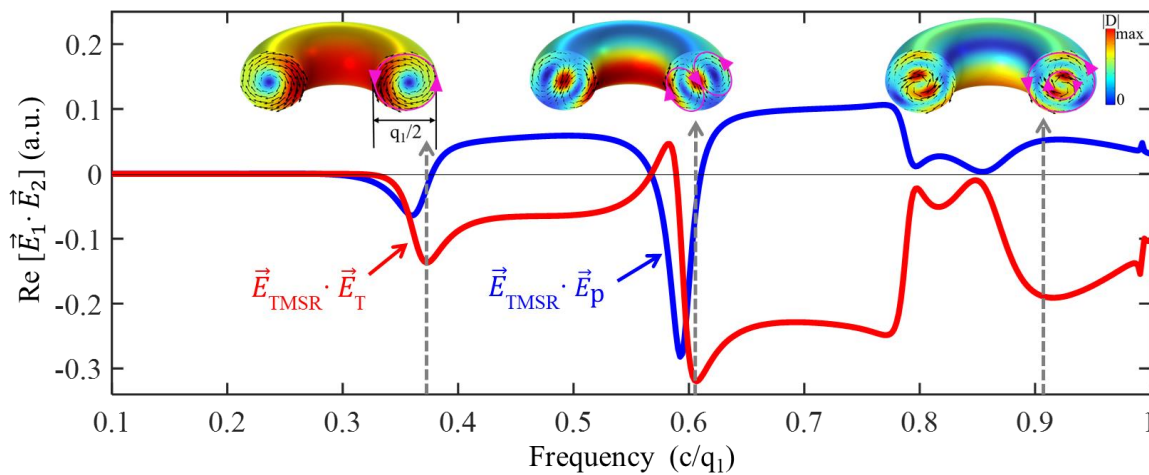 |D|
max
0
q₁/2
0.2
0.1
0
-0.1
-0.2
-0.3
Re [E⃗₁· E⃗₂] (a.u.)
E⃗TMSR· E⃗T
E⃗TMSR· E⃗p
0.1 0.2 0.3 0.4 0.5 0.6 0.7 0.8 0.9 1
Frequency (c/q₁)